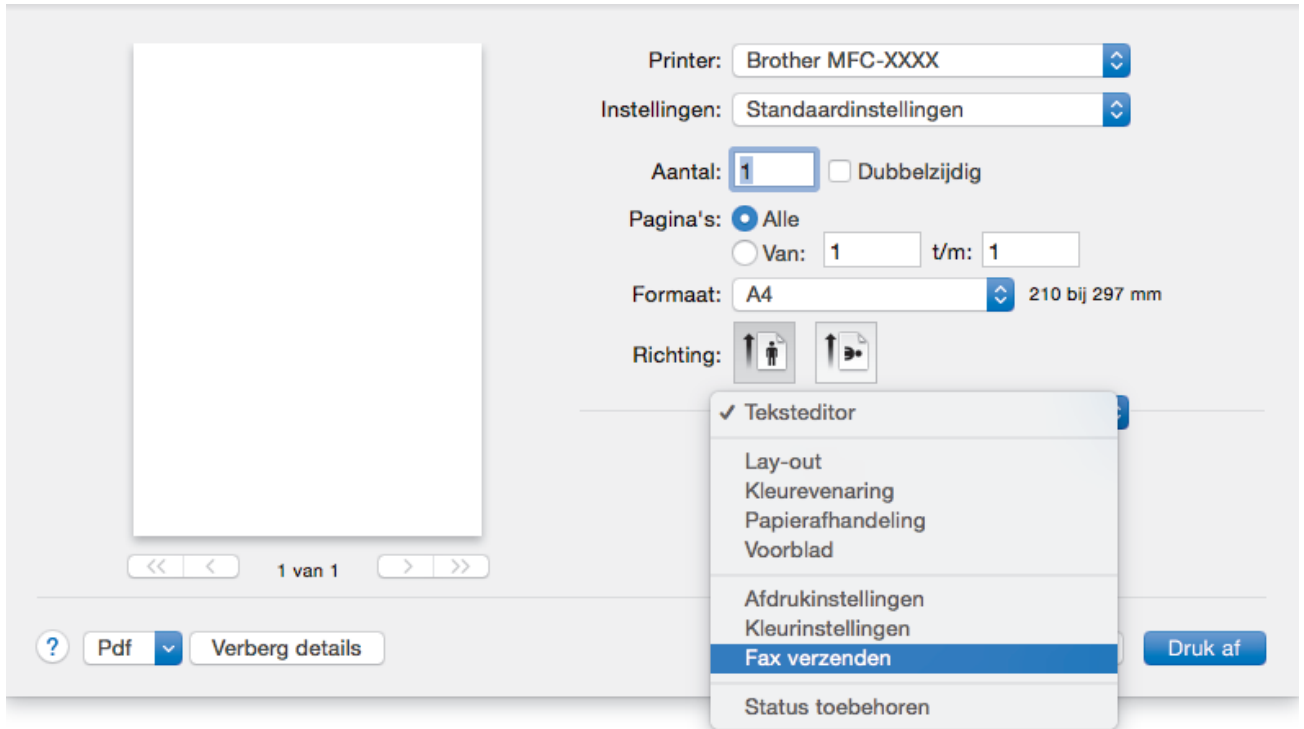 Printer: Brother MFC-XXXX
Instellingen: Standaardinstellingen
Aantal: 1 Dubbelzijdig
Pagina's: Alle
Van: 1 t/m: 1
Formaat: A4 210 bij 297 mm
Richting:
✓ Teksteditor
Lay-out
Kleurevenaring
Papierafhandeling
Voorblad
Afdrukinstellingen
Kleurinstellingen
Fax verzenden
Status toebehoren
<< < 1 van 1 > >>
? Pdf Verberg details Druk af